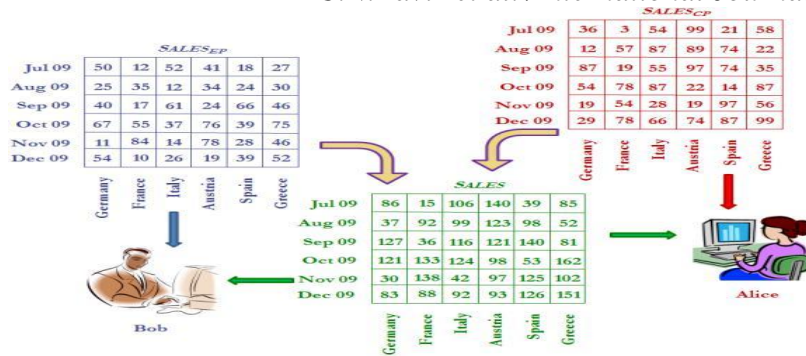 SALES_CP
Jul 09 36 3 54 99 21 58
Aug 09 12 57 87 89 74 22
Sep 09 87 19 55 97 74 35
Oct 09 54 78 87 22 14 87
Nov 09 19 54 28 19 97 56
Dec 09 29 78 66 74 87 99
Germany France Italy Austria Spain Greece
SALES_EP
Jul 09 50 12 52 41 18 27
Aug 09 25 35 12 34 24 30
Sep 09 40 17 61 24 66 46
Oct 09 67 55 37 76 39 75
Nov 09 11 84 14 78 28 46
Dec 09 54 10 26 19 39 52
Germany France Italy Austria Spain Greece
SALES
Jul 09 86 15 106 140 39 85
Aug 09 37 92 99 123 98 52
Sep 09 127 36 116 121 140 81
Oct 09 121 133 124 98 53 162
Nov 09 30 138 42 97 125 102
Dec 09 83 88 92 93 126 151
Germany France Italy Austria Spain Greece
Bob
Alice